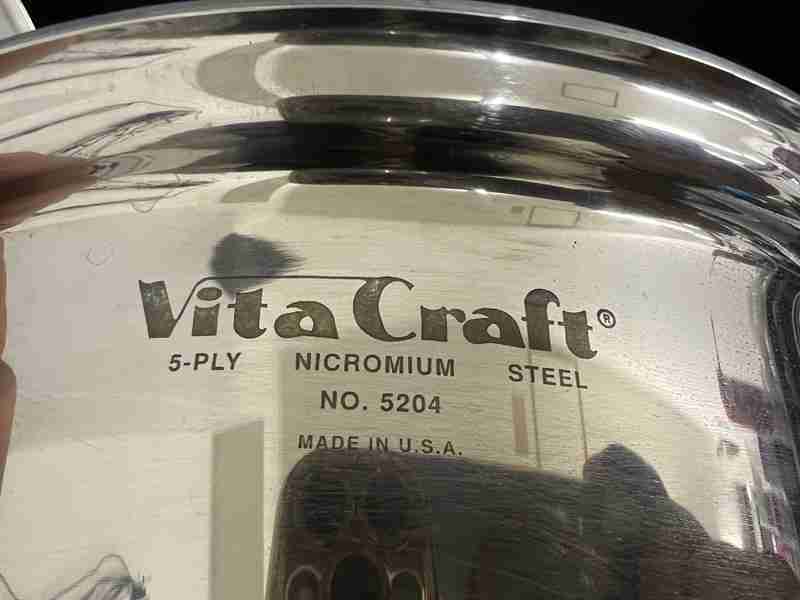 Vita Craft®
5-PLY NICROMIUM STEEL
NO. 5204
MADE IN U.S.A.